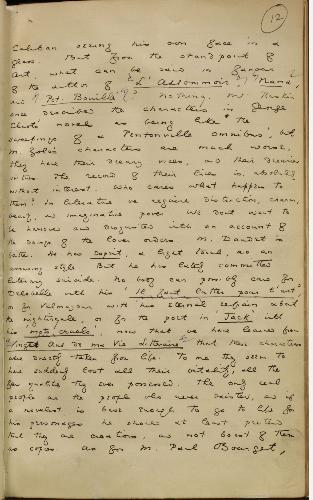 12
Caliban seeing his own face in a
glass. But from the standpoint of
Art, what can be said in favour
of the author of "L'Assommoir", "Nana",
and "Pot-Bouille"? Nothing. Mr Ruskin
once described the characters in George
Eliot's novels as being like the
sweepings of a Pentonville omnibus, but
M. Zola's characters are much worse,
they have their dreary vices, and their drearier
virtues. The record of their lives is absolutely
without interest. Who cares what happens to
them? In literature we require distinction, charm,
beauty, and imaginative power. We don't want to
be harrowed and disgusted with an account of
the doings of the lower orders. M. Daudet is
better. He has esprit, a light touch, and an
amusing style. But he has lately committed
literary suicide. Nobody can possibly care for
Delobelle with his "Il faut lutter pour l'art",
or for Valmajour with his eternal refrain about
the nightingale, or for the poet in "Jack" with
his "mots cruels", now that we have learned from
"Vingt Ans de ma Vie littéraire" that these characters
are directly taken from life. To me they seem to
have suddenly lost all their vitality, all the
few qualities they ever possessed. The only real
people are the people who never existed, and if
a novelist is base enough to go to life for
his personages he should at least pretend
that they are creations, and not boast of them
as copies. As for M. Paul Bourget,